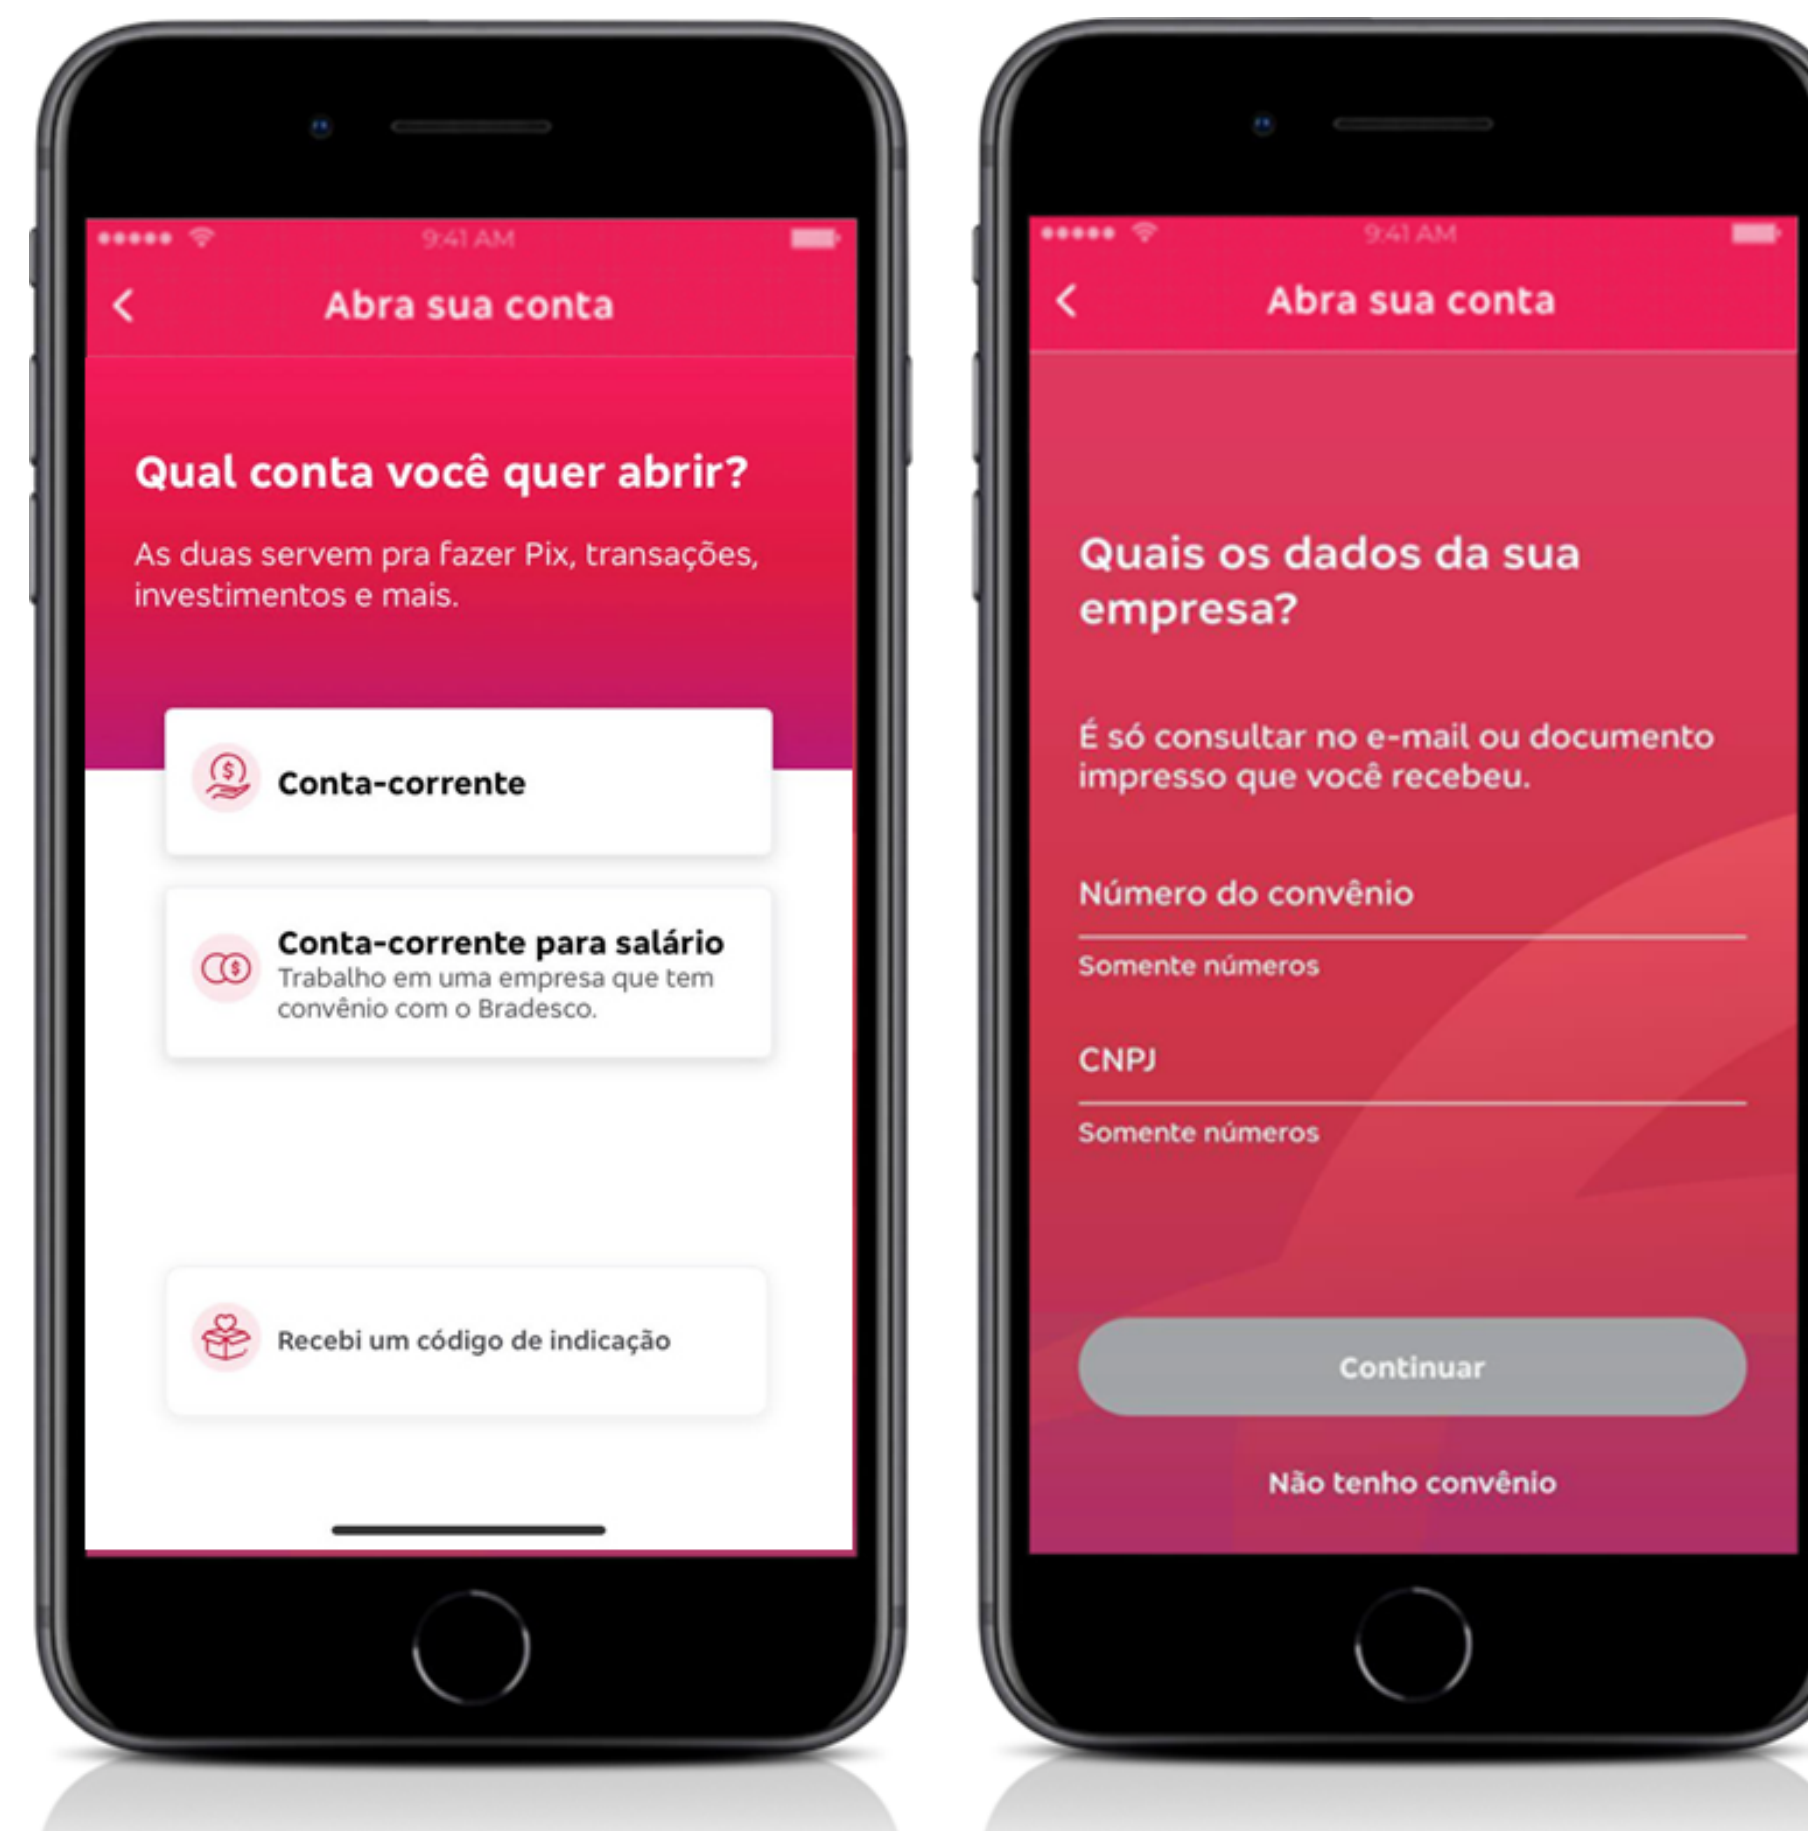 9:41 AM
Abra sua conta
Qual conta você quer abrir?
As duas servem pra fazer Pix, transações,
investimentos e mais.
Conta-corrente
Conta-corrente para salário
Trabalho em uma empresa que tem
convênio com o Bradesco.
Recebi um código de indicação
9:41 AM
Abra sua conta
Quais os dados da sua
empresa?
É só consultar no e-mail ou documento
impresso que você recebeu.
Número do convênio
Somente números
CNPJ
Somente números
Continuar
Não tenho convênio